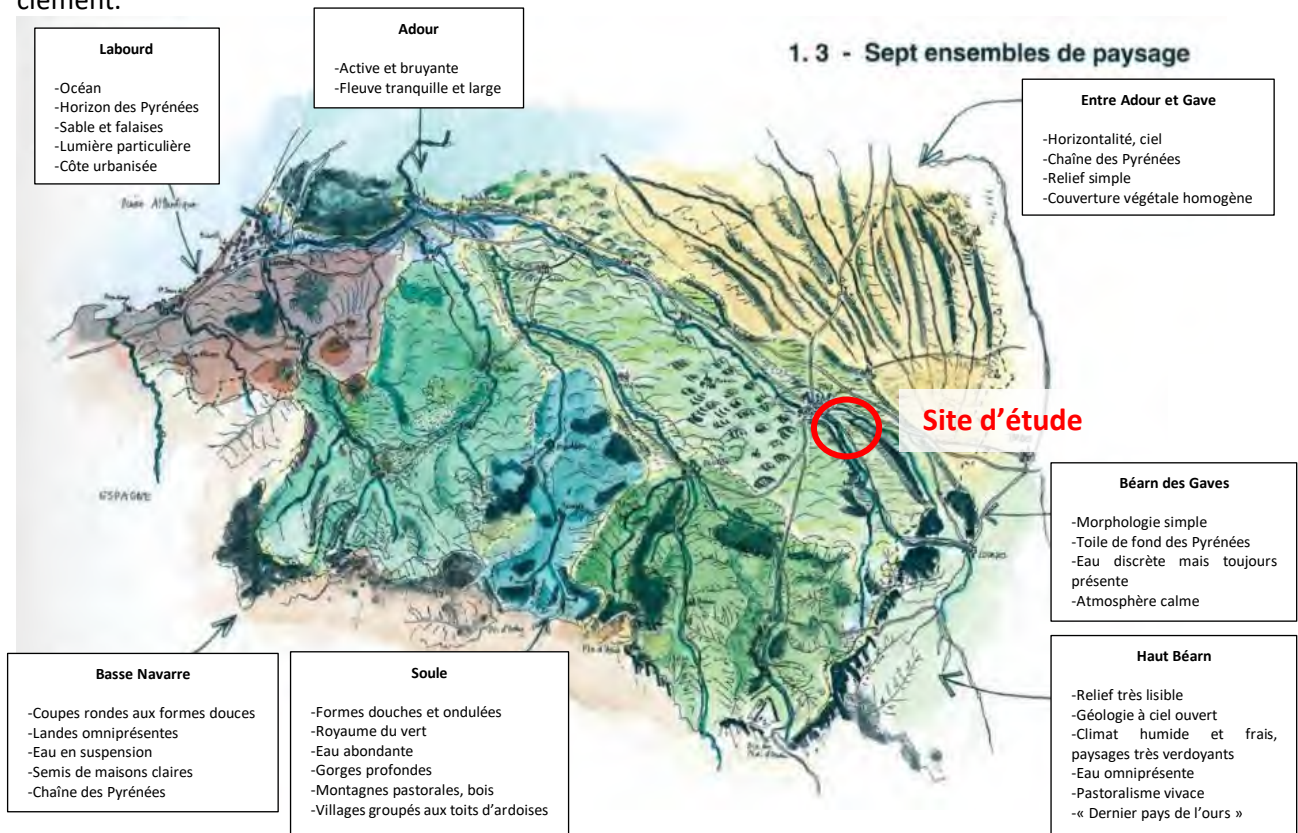 clément.
1. 3 - Sept ensembles de paysage
Labourd
-Océan
-Horizon des Pyrénées
-Sable et falaises
-Lumière particulière
-Côte urbanisée
Adour
-Active et bruyante
-Fleuve tranquille et large
Entre Adour et Gave
-Horizontalité, ciel
-Chaîne des Pyrénées
-Relief simple
-Couverture végétale homogène
Site d'étude
ESPAGNE
LOURDES
Béarn des Gaves
-Morphologie simple
-Toile de fond des Pyrénées
-Eau discrète mais toujours
présente
-Atmosphère calme
Basse Navarre
-Coupes rondes aux formes douces
-Landes omniprésentes
-Eau en suspension
-Semis de maisons claires
-Chaîne des Pyrénées
Soule
-Formes douches et ondulées
-Royaume du vert
-Eau abondante
-Gorges profondes
-Montagnes pastorales, bois
-Villages groupés aux toits d'ardoises
Haut Béarn
-Relief très lisible
-Géologie à ciel ouvert
-Climat humide et frais,
paysages très verdoyants
-Eau omniprésente
-Pastoralisme vivace
-« Dernier pays de l'ours »